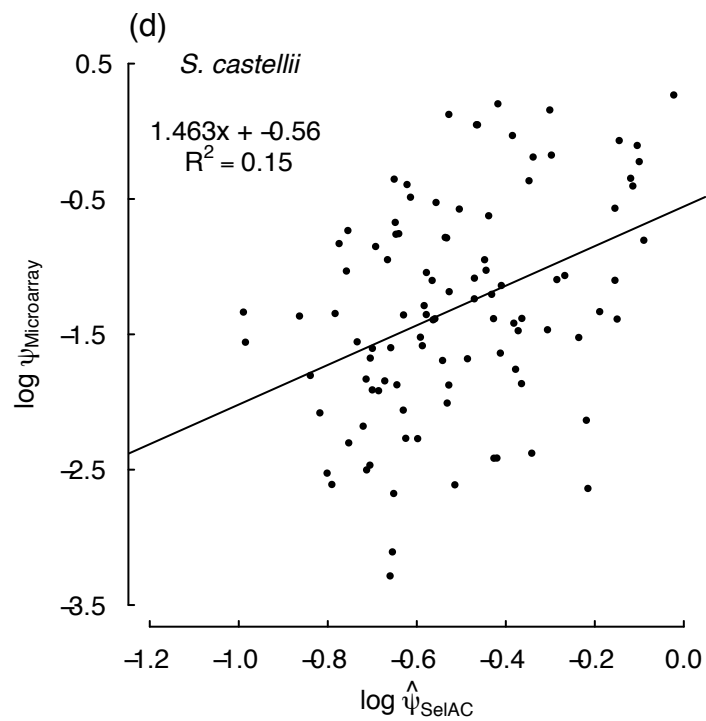 (d)
S. castellii
1.463x + −0.56
R² = 0.15
0.5
−0.5
−1.5
−2.5
−3.5
log ψMicroarray
−1.2 −1.0 −0.8 −0.6 −0.4 −0.2 0.0
log ψ̂SelAC